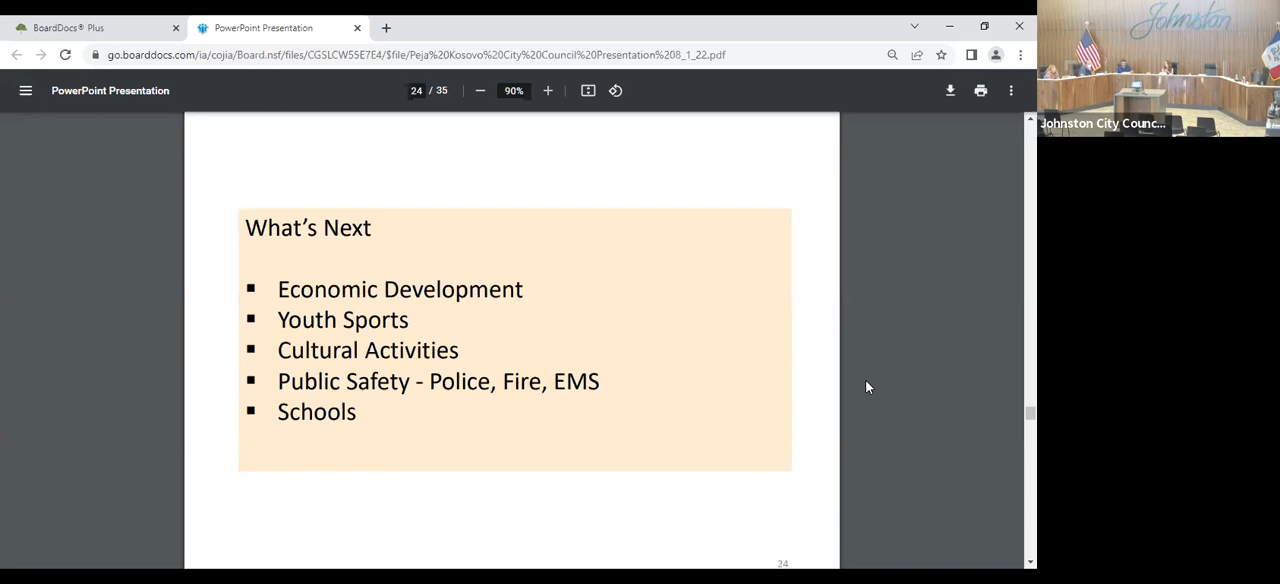 BoardDocs® Plus
PowerPoint Presentation
go.boarddocs.com/ia/cojia/Board.nsf/files/CGSLCW55E7E4/$file/Peja%20Kosovo%20City%20Council%20Presentation%208_1_22.pdf
PowerPoint Presentation
24 / 35
90%
Johnston
Johnston City Counc...
What's Next
▪ Economic Development
▪ Youth Sports
▪ Cultural Activities
▪ Public Safety - Police, Fire, EMS
▪ Schools
24